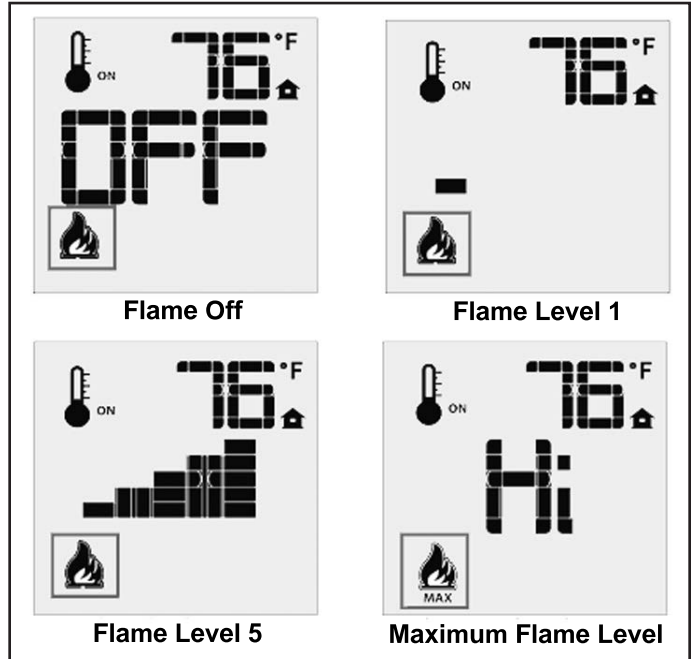 76 °F
ON
OFF
Flame Off
76 °F
ON
Flame Level 1
76 °F
ON
Flame Level 5
76 °F
ON
Hi
MAX
Maximum Flame Level